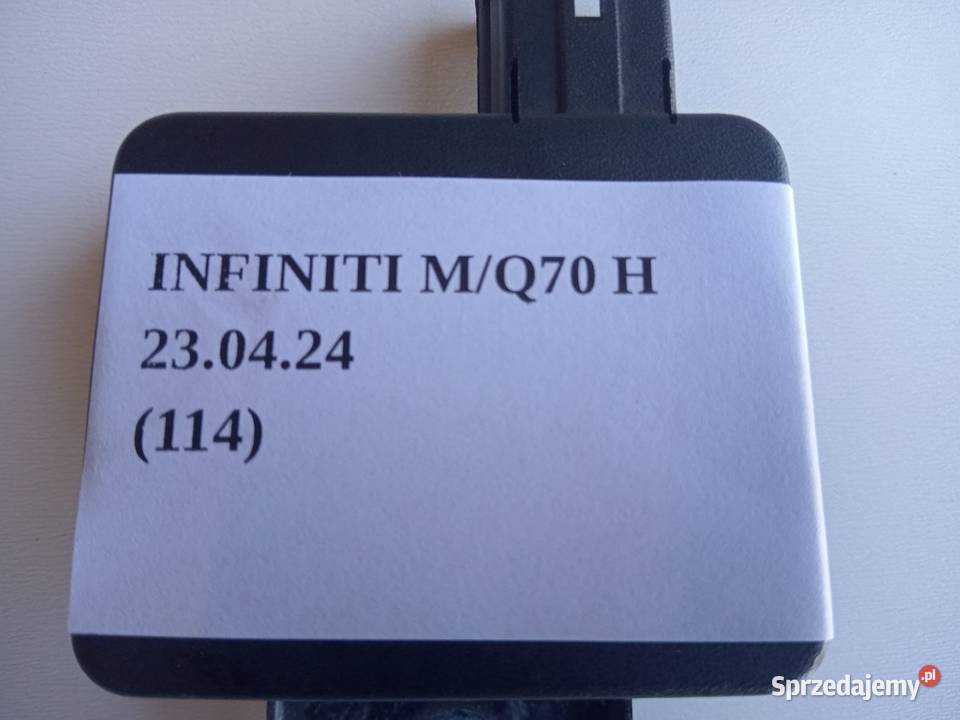 INFINITI M/Q70 H
23.04.24
(114)
Sprzedajemy.pl